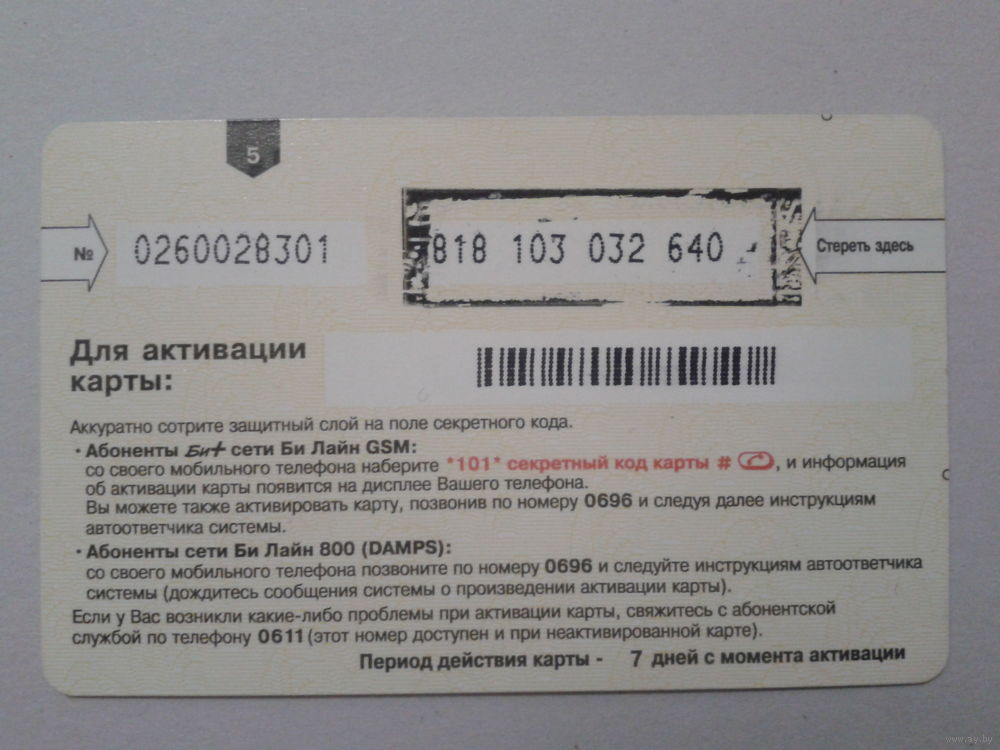 5
№ 0260028301 818 103 032 640 Стереть здесь
Для активации
карты:
Аккуратно сотрите защитный слой на поле секретного кода.
· Абоненты Би+ сети Би Лайн GSM:
со своего мобильного телефона наберите *101* секретный код карты #, и информация
об активации карты появится на дисплее Вашего телефона.
Вы можете также активировать карту, позвонив по номеру 0696 и следуя далее инструкциям
автоответчика системы.
· Абоненты сети Би Лайн 800 (DAMPS):
со своего мобильного телефона позвоните по номеру 0696 и следуйте инструкциям автоответчика
системы (дождитесь сообщения системы о произведении активации карты).
Если у Вас возникли какие-либо проблемы при активации карты, свяжитесь с абонентской
службой по телефону 0611 (этот номер доступен и при неактивированной карте).
Период действия карты - 7 дней с момента активации
www.ay.by